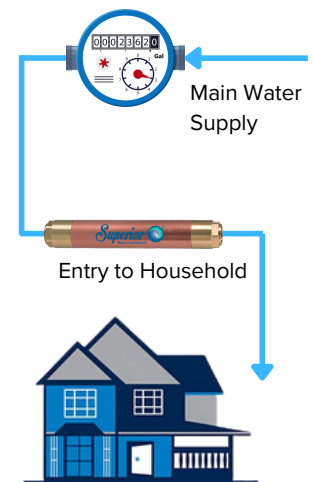 00023620
Gal
Main Water
Supply
Superior
Entry to Household